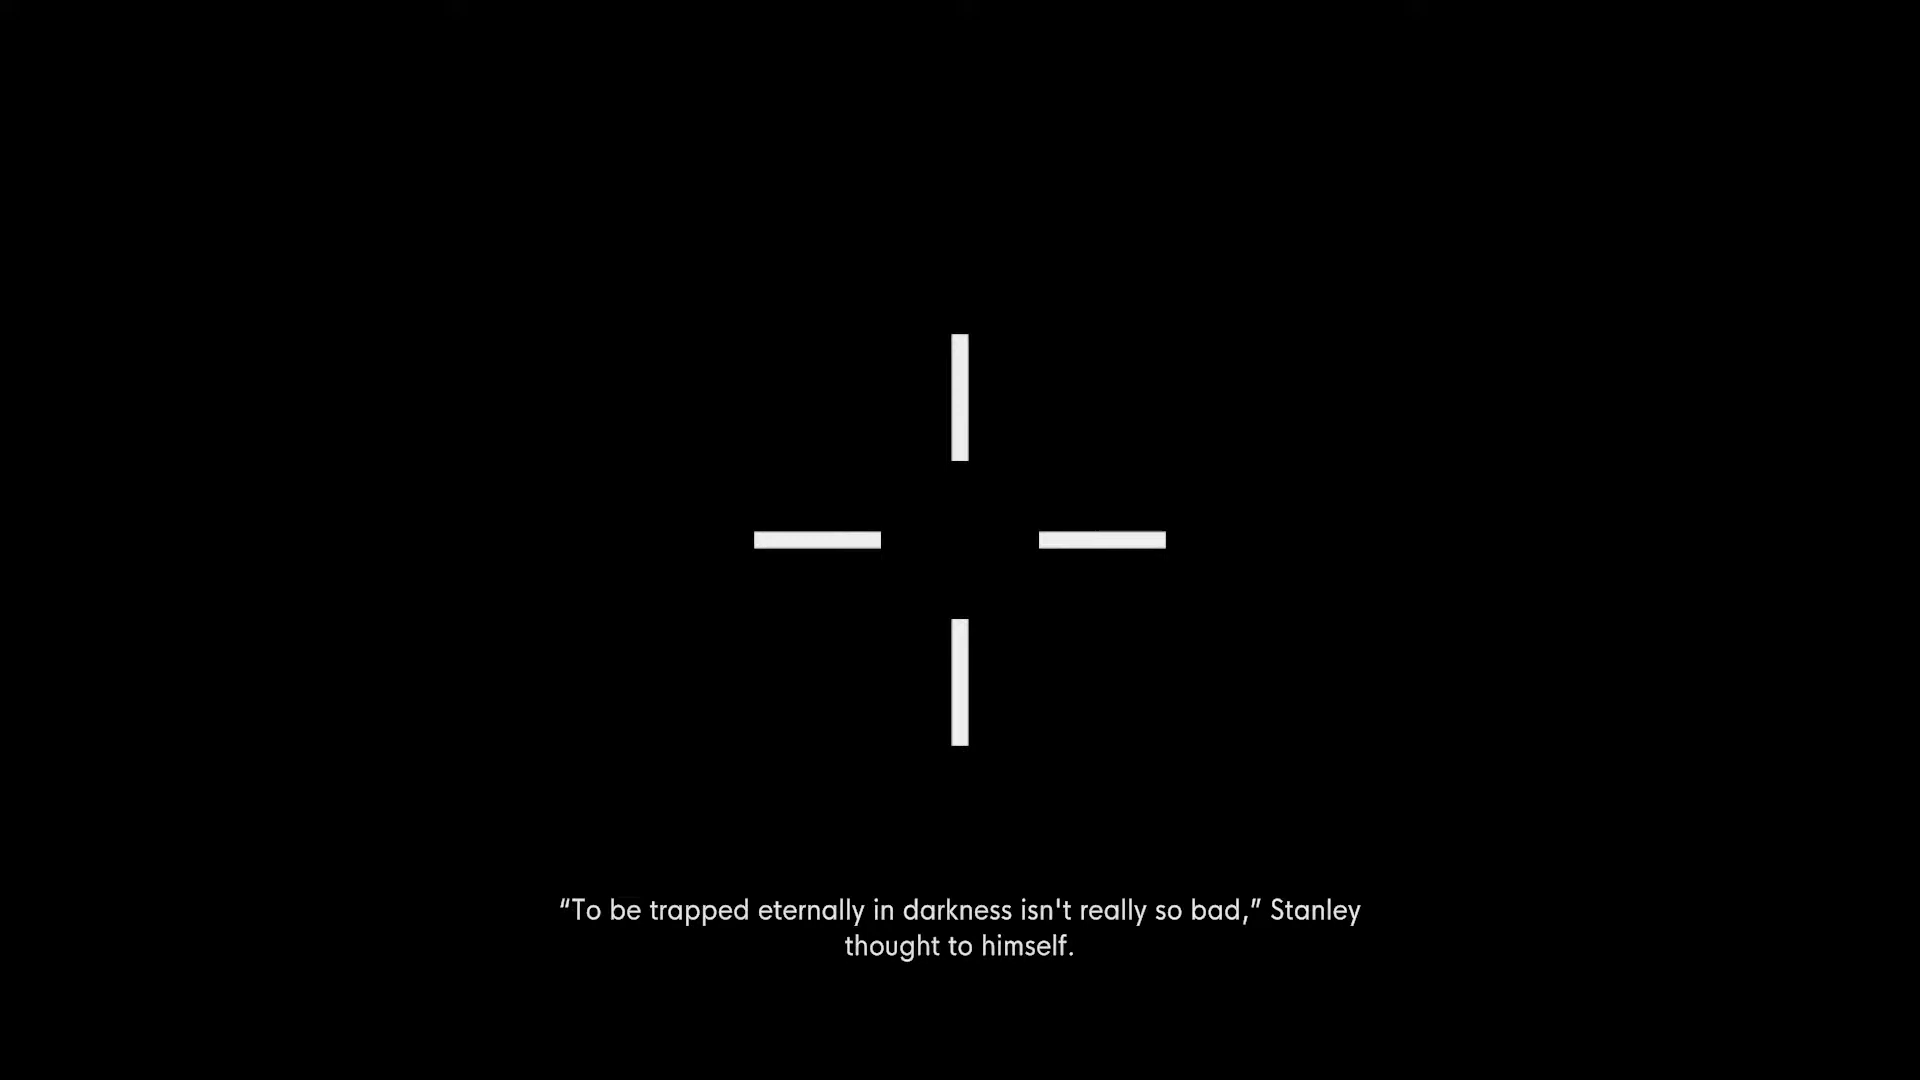 “To be trapped eternally in darkness isn't really so bad,” Stanley
thought to himself.